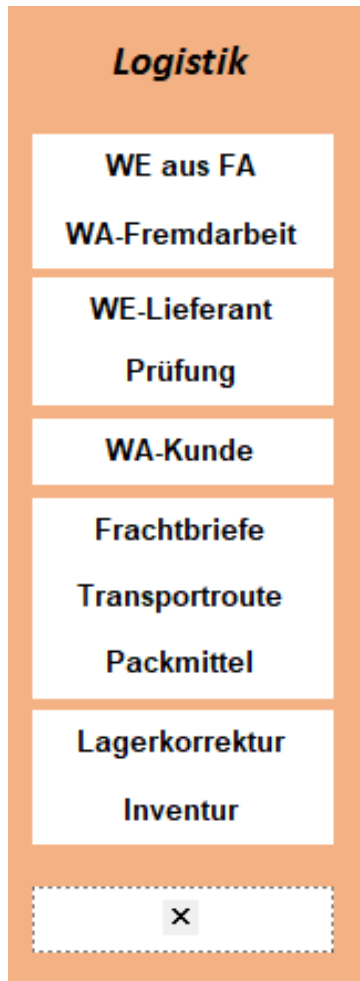 Logistik
WE aus FA
WA-Fremdarbeit
WE-Lieferant
Prüfung
WA-Kunde
Frachtbriefe
Transportroute
Packmittel
Lagerkorrektur
Inventur